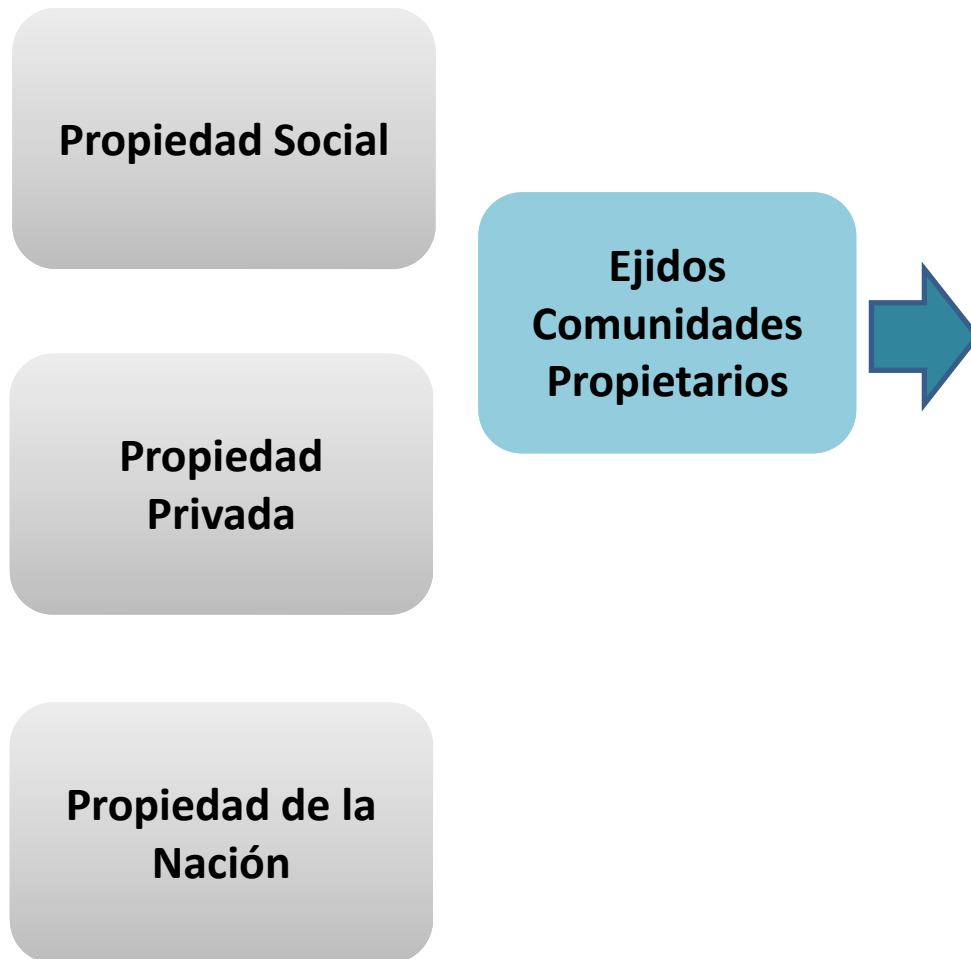 Propiedad Social
Ejidos
Comunidades
Propietarios
Propiedad
Privada
Propiedad de la
Nación